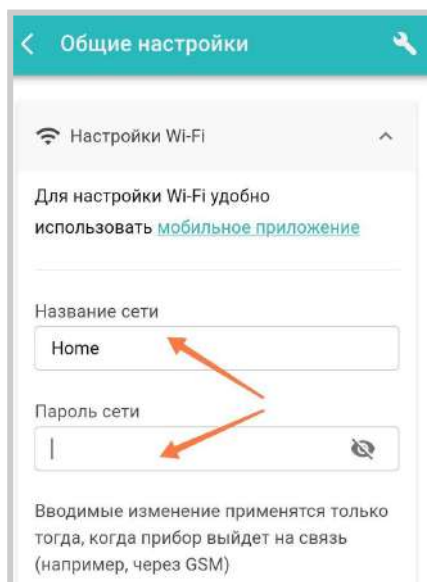 Общие настройки
Настройки Wi-Fi
Для настройки Wi-Fi удобно
использовать мобильное приложение
Название сети
Home
Пароль сети
Вводимые изменение применятся только
тогда, когда прибор выйдет на связь
(например, через GSM)